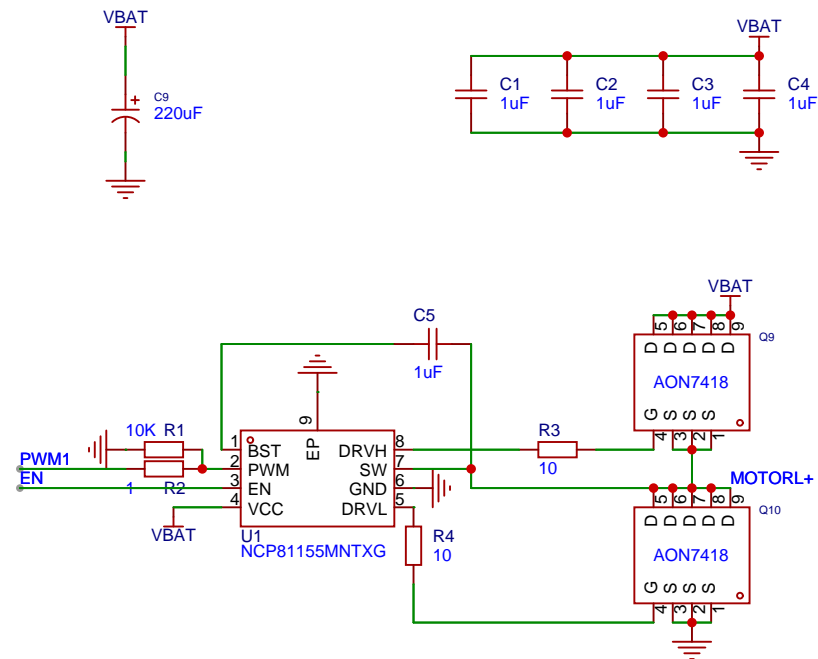 VBAT
C9
220uF
VBAT
C1
1uF
C2
1uF
C3
1uF
C4
1uF
VBAT
5 6 7 8 9
D D D D D
Q9
AON7418
G S S S
4 3 2 1
C5
1uF
9
EP
10K R1
PWM1
EN
1 R2
1 BST
2 PWM
3 EN
4 VCC
DRVH 8
SW 7
GND 6
DRVL 5
VBAT
U1
NCP81155MNTXG
R3
10
R4
10
MOTORL+
5 6 7 8 9
D D D D D
Q10
AON7418
G S S S
4 3 2 1